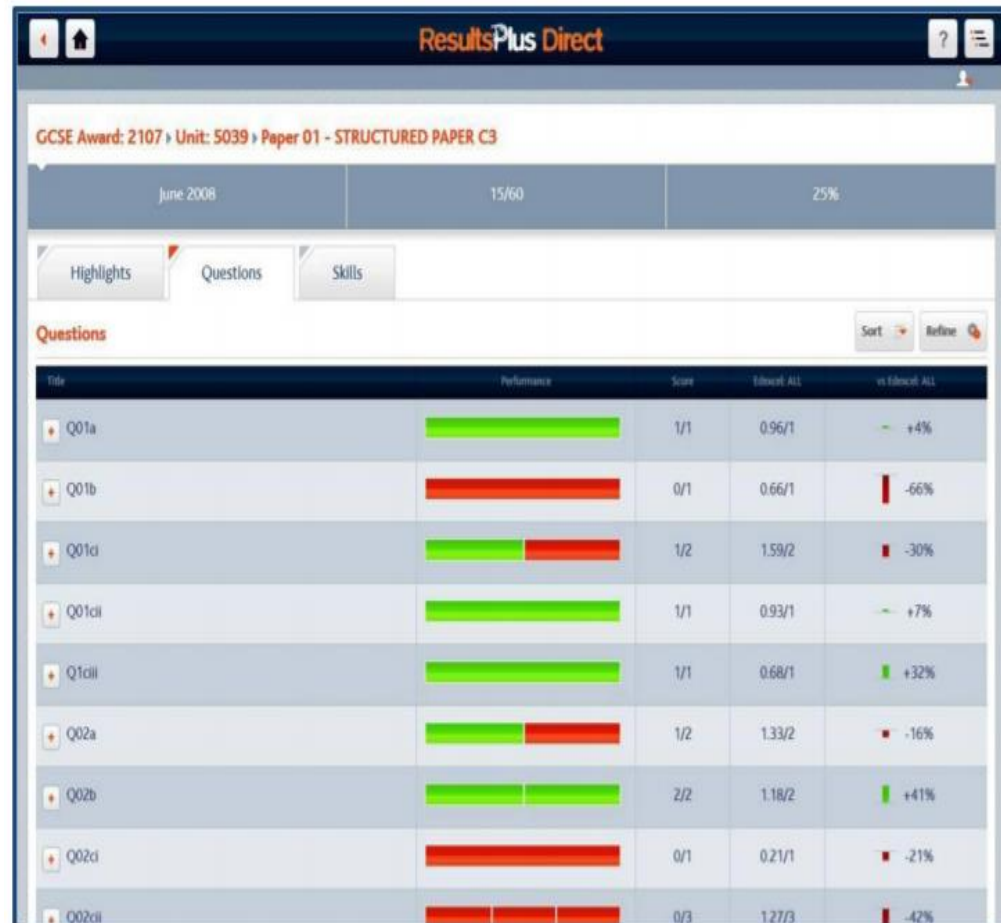 ResultsPlus Direct
?
GCSE Award: 2107 › Unit: 5039 › Paper 01 - STRUCTURED PAPER C3
June 2008 15/60 25%
Highlights Questions Skills
Questions Sort Refine
Title Performance Score Edexcel: ALL vs Edexcel: ALL
+ Q01a 1/1 0.96/1 +4%
+ Q01b 0/1 0.66/1 -66%
+ Q01ci 1/2 1.59/2 -30%
+ Q01cii 1/1 0.93/1 +7%
+ Q1ciii 1/1 0.68/1 +32%
+ Q02a 1/2 1.33/2 -16%
+ Q02b 2/2 1.18/2 +41%
+ Q02ci 0/1 0.21/1 -21%
+ Q02cii 0/3 1.27/3 -42%